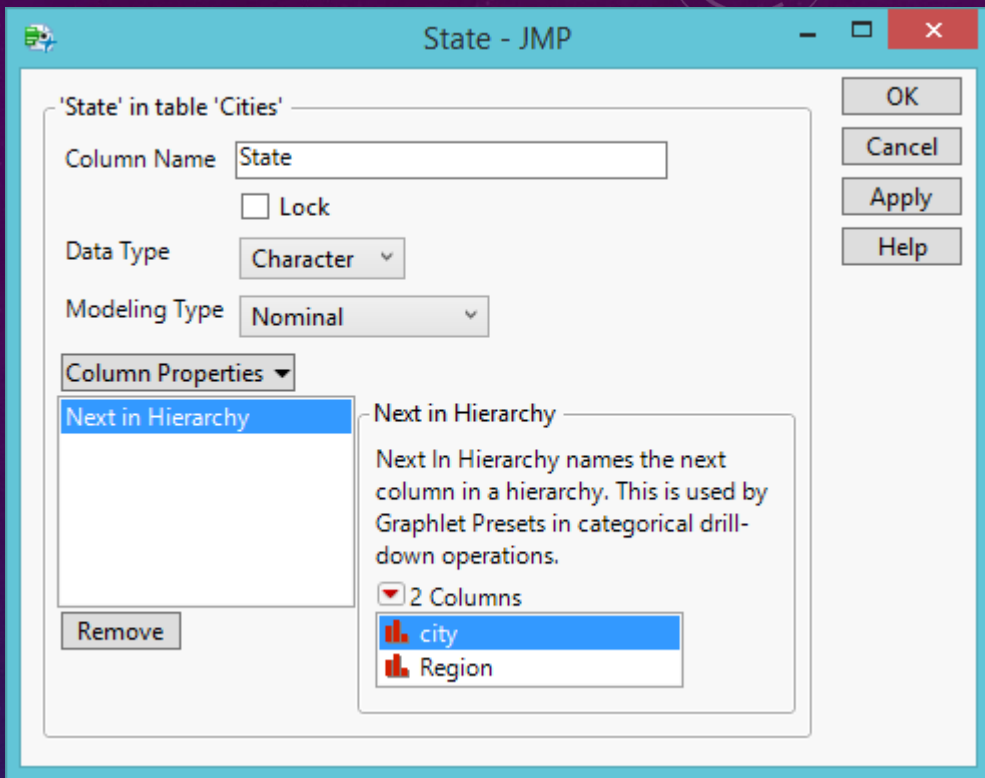 State - JMP
'State' in table 'Cities'
Column Name State
Lock
Data Type Character
Modeling Type Nominal
Column Properties
Next in Hierarchy
Remove
Next in Hierarchy
Next In Hierarchy names the next
column in a hierarchy. This is used by
Graphlet Presets in categorical drill-
down operations.
2 Columns
city
Region
OK
Cancel
Apply
Help